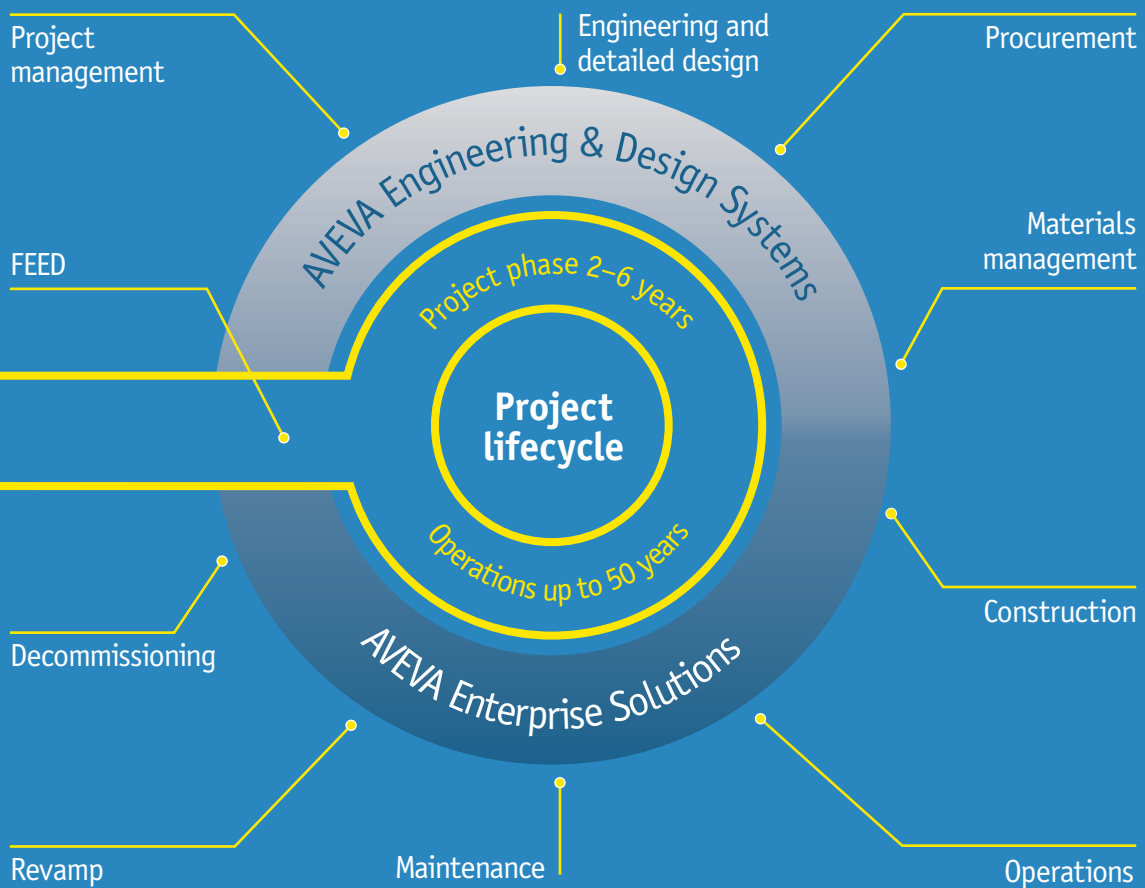 Project
management
Engineering and
detailed design
Procurement
AVEVA Engineering & Design Systems
Materials
management
FEED
Project phase 2–6 years
Project
lifecycle
Operations up to 50 years
Construction
Decommissioning
AVEVA Enterprise Solutions
Revamp
Maintenance
Operations